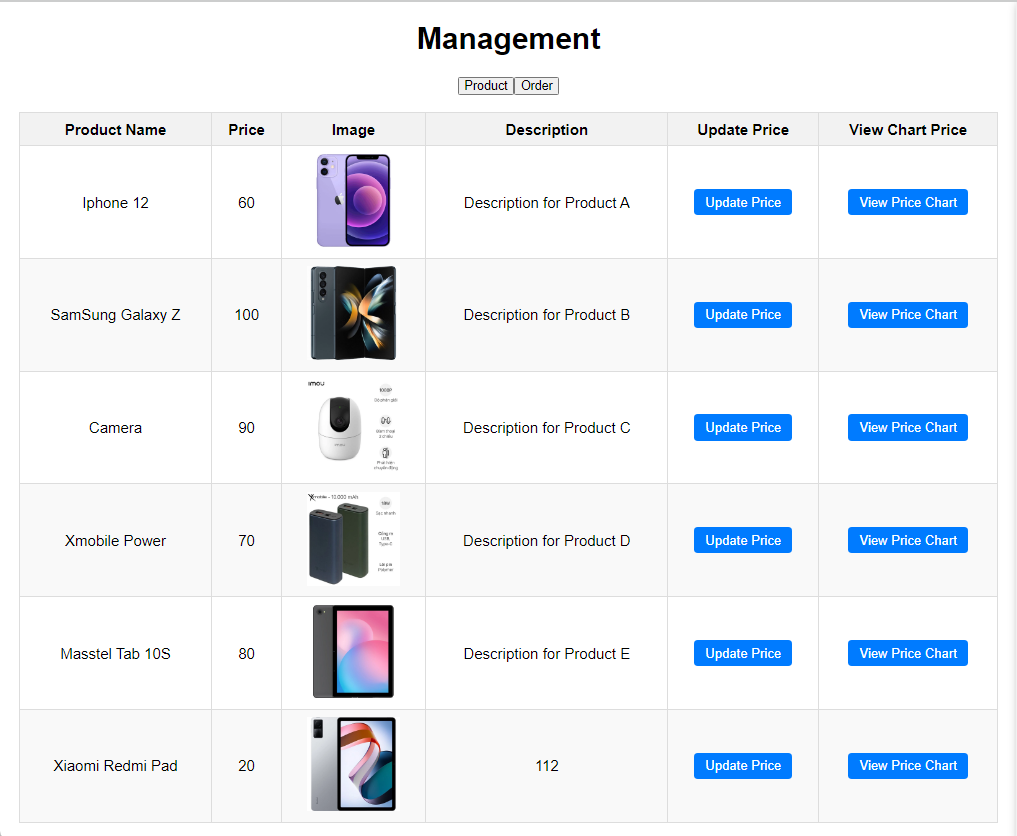 Management
Product Order
Product Name Price Image Description Update Price View Chart Price
Iphone 12 60 Description for Product A Update Price View Price Chart
SamSung Galaxy Z 100 Description for Product B Update Price View Price Chart
imou
1080P
Camera 90 Description for Product C Update Price View Price Chart
imou
Xmobile - 10.000 mAh
Xmobile Power 70 Description for Product D Update Price View Price Chart
Type-C
Polymer
Masstel Tab 10S 80 Description for Product E Update Price View Price Chart
Xiaomi Redmi Pad 20 112 Update Price View Price Chart